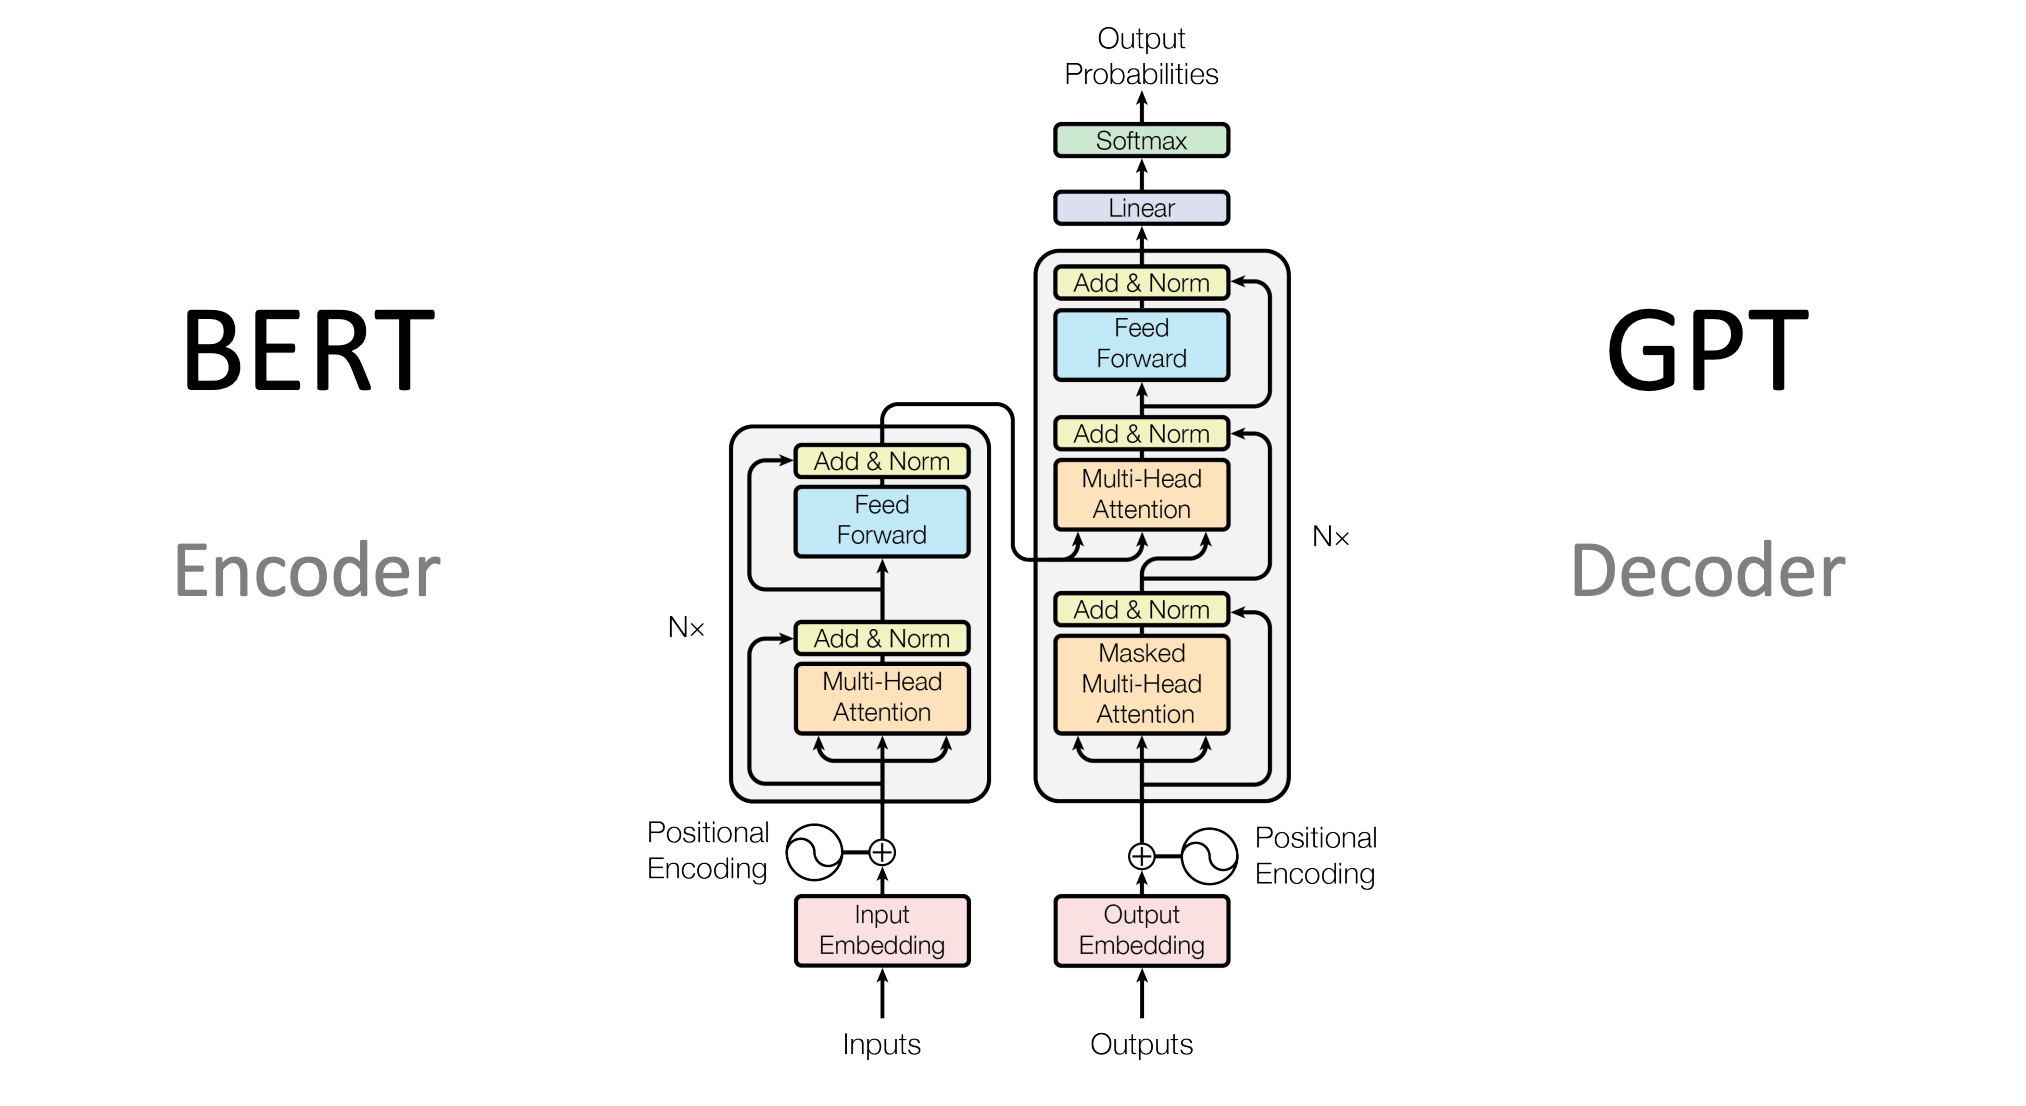 BERT
Encoder
Output
Probabilities
Softmax
Linear
Add & Norm
Feed
Forward
Add & Norm
Multi-Head
Attention
N×
Add & Norm
Masked
Multi-Head
Attention
Positional
Encoding
Output
Embedding
Outputs
Add & Norm
Feed
Forward
N×
Add & Norm
Multi-Head
Attention
Positional
Encoding
Input
Embedding
Inputs
GPT
Decoder